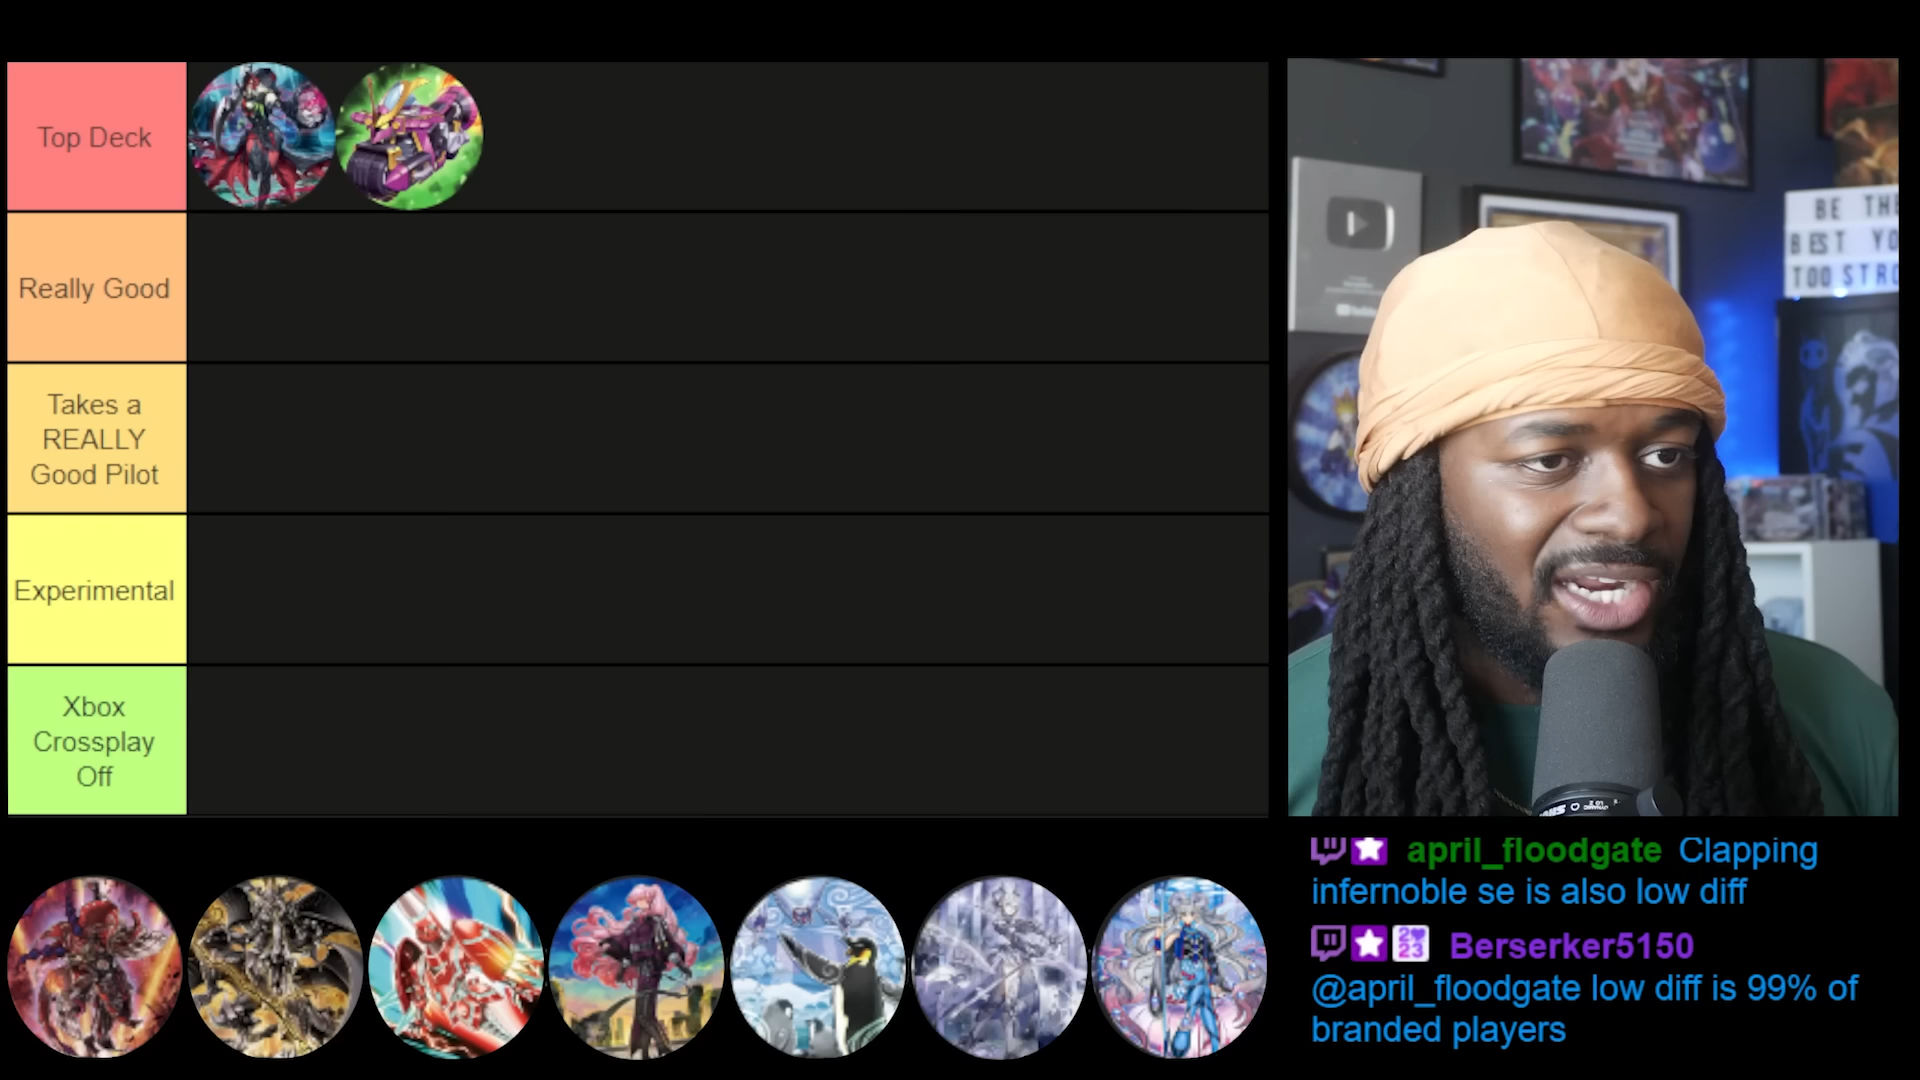 Top Deck
Really Good
Takes a
REALLY
Good Pilot
Experimental
Xbox
Crossplay
Off
BE THE
BEST YO
TOO STRO
april_floodgate Clapping
infernoble se is also low diff
Berserker5150
@april_floodgate low diff is 99% of
branded players